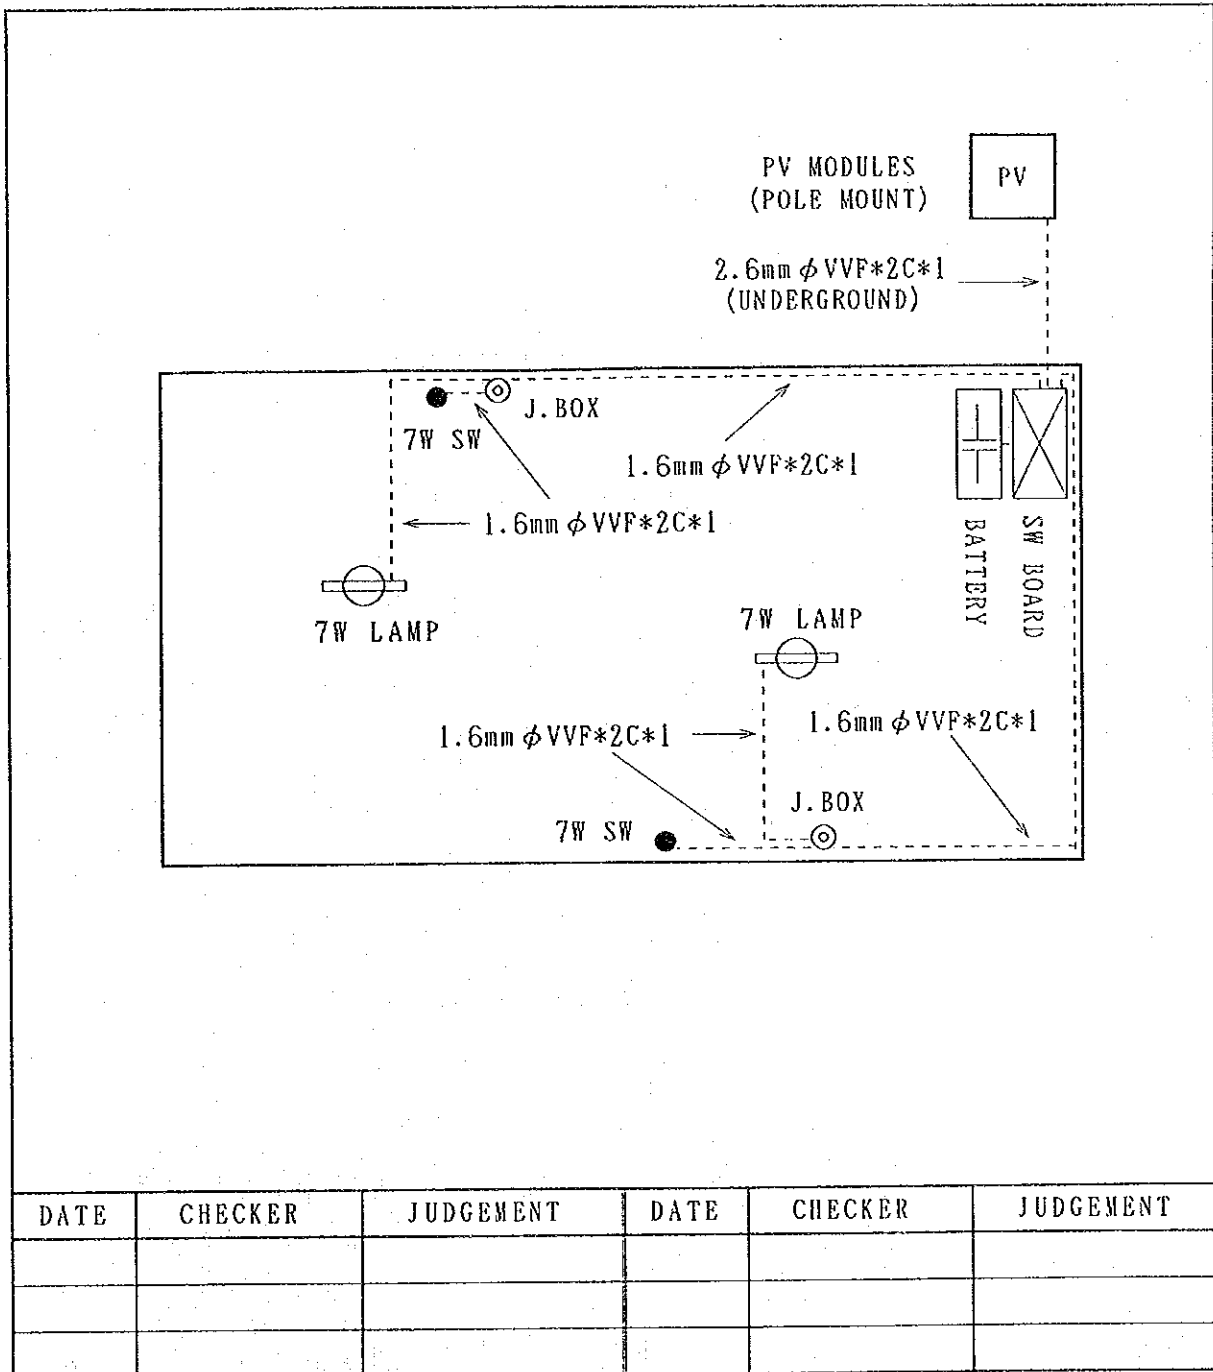 PV MODULES
(POLE MOUNT)
PV
2.6mm φ VVF*2C*1
(UNDERGROUND)
J.BOX
7W SW
1.6mm φ VVF*2C*1
1.6mm φ VVF*2C*1
BATTERY
SW BOARD
7W LAMP
7W LAMP
1.6mm φ VVF*2C*1
1.6mm φ VVF*2C*1
J.BOX
7W SW
DATE CHECKER JUDGEMENT DATE CHECKER JUDGEMENT